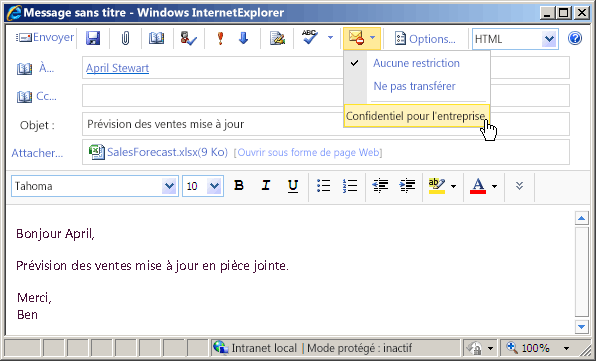 Message sans titre - Windows InternetExplorer
Envoyer ABC Options... HTML
Aucune restriction
Ne pas transférer
Confidentiel pour l'entreprise
À... April Stewart
Cc...
Objet : Prévision des ventes mise à jour
Attacher... SalesForecast.xlsx(9 Ko) [Ouvrir sous forme de page Web]
Tahoma 10 B I U ab A
Bonjour April,
Prévision des ventes mise à jour en pièce jointe.
Merci,
Ben
Intranet local | Mode protégé : inactif 100%